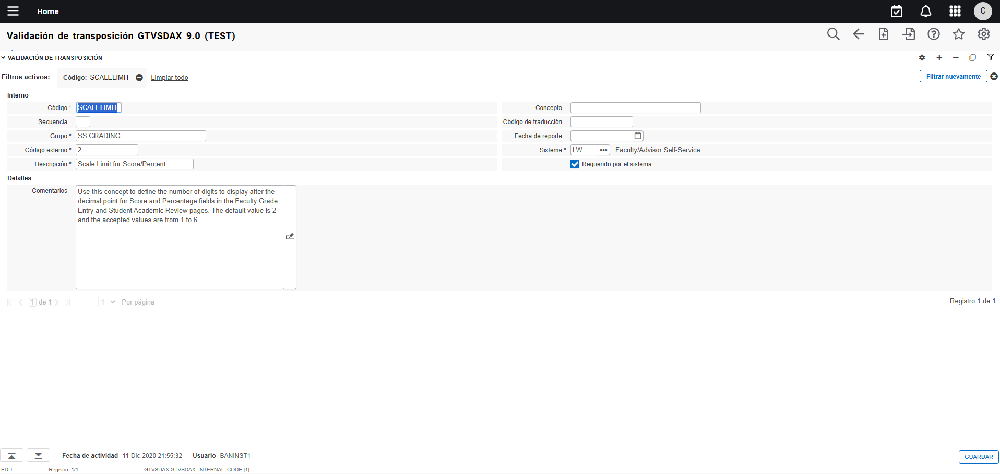 Home
C
Validación de transposición GTVSDAX 9.0 (TEST)
VALIDACIÓN DE TRANSPOSICIÓN
Filtros activos: Código: SCALELIMIT Limpiar todo
Filtrar nuevamente
Interno
Código * SCALELIMIT
Concepto
Secuencia
Código de traducción
Grupo * SS GRADING
Fecha de reporte
Código externo * 2
Sistema * LW Faculty/Advisor Self-Service
Descripción * Scale Limit for Score/Percent
Requerido por el sistema
Detalles
Comentarios
Use this concept to define the number of digits to display after the
decimal point for Score and Percentage fields in the Faculty Grade
Entry and Student Academic Review pages. The default value is 2
and the accepted values are from 1 to 6.
1 de 1
1 Por página
Registro 1 de 1
Fecha de actividad 11-Dic-2020 21:55:32 Usuario BANINST1
GUARDAR
EDIT Registro: 1/1 GTVSDAX.GTVSDAX_INTERNAL_CODE [1]